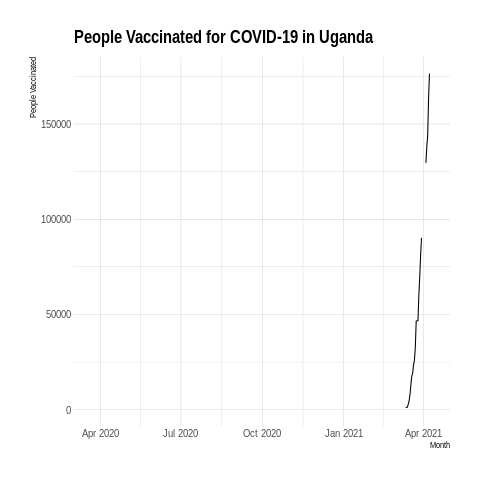 People Vaccinated for COVID-19 in Uganda
People Vaccinated
150000
100000
50000
0
Apr 2020 Jul 2020 Oct 2020 Jan 2021 Apr 2021
Month